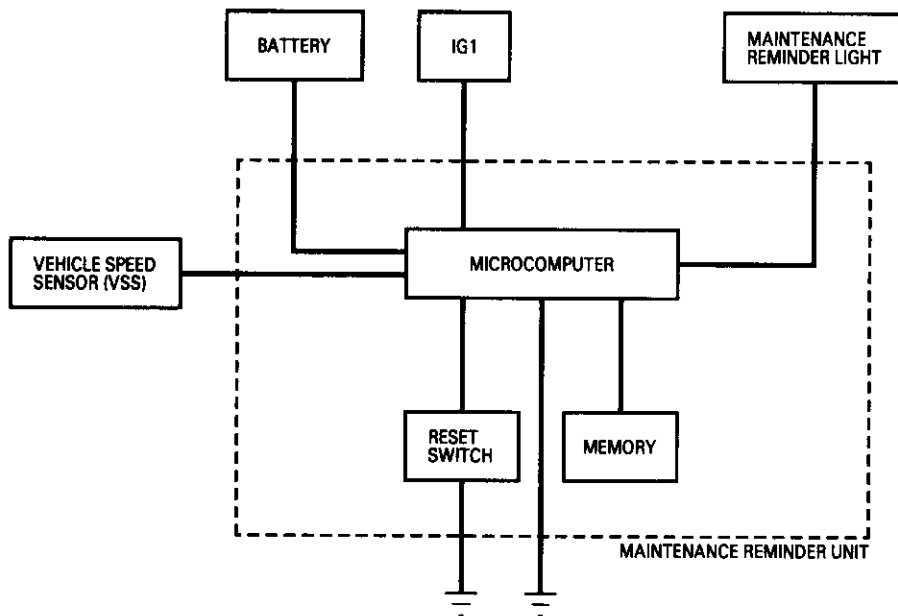 BATTERY
IG1
MAINTENANCE
REMINDER LIGHT
VEHICLE SPEED
SENSOR (VSS)
MICROCOMPUTER
RESET
SWITCH
MEMORY
MAINTENANCE REMINDER UNIT